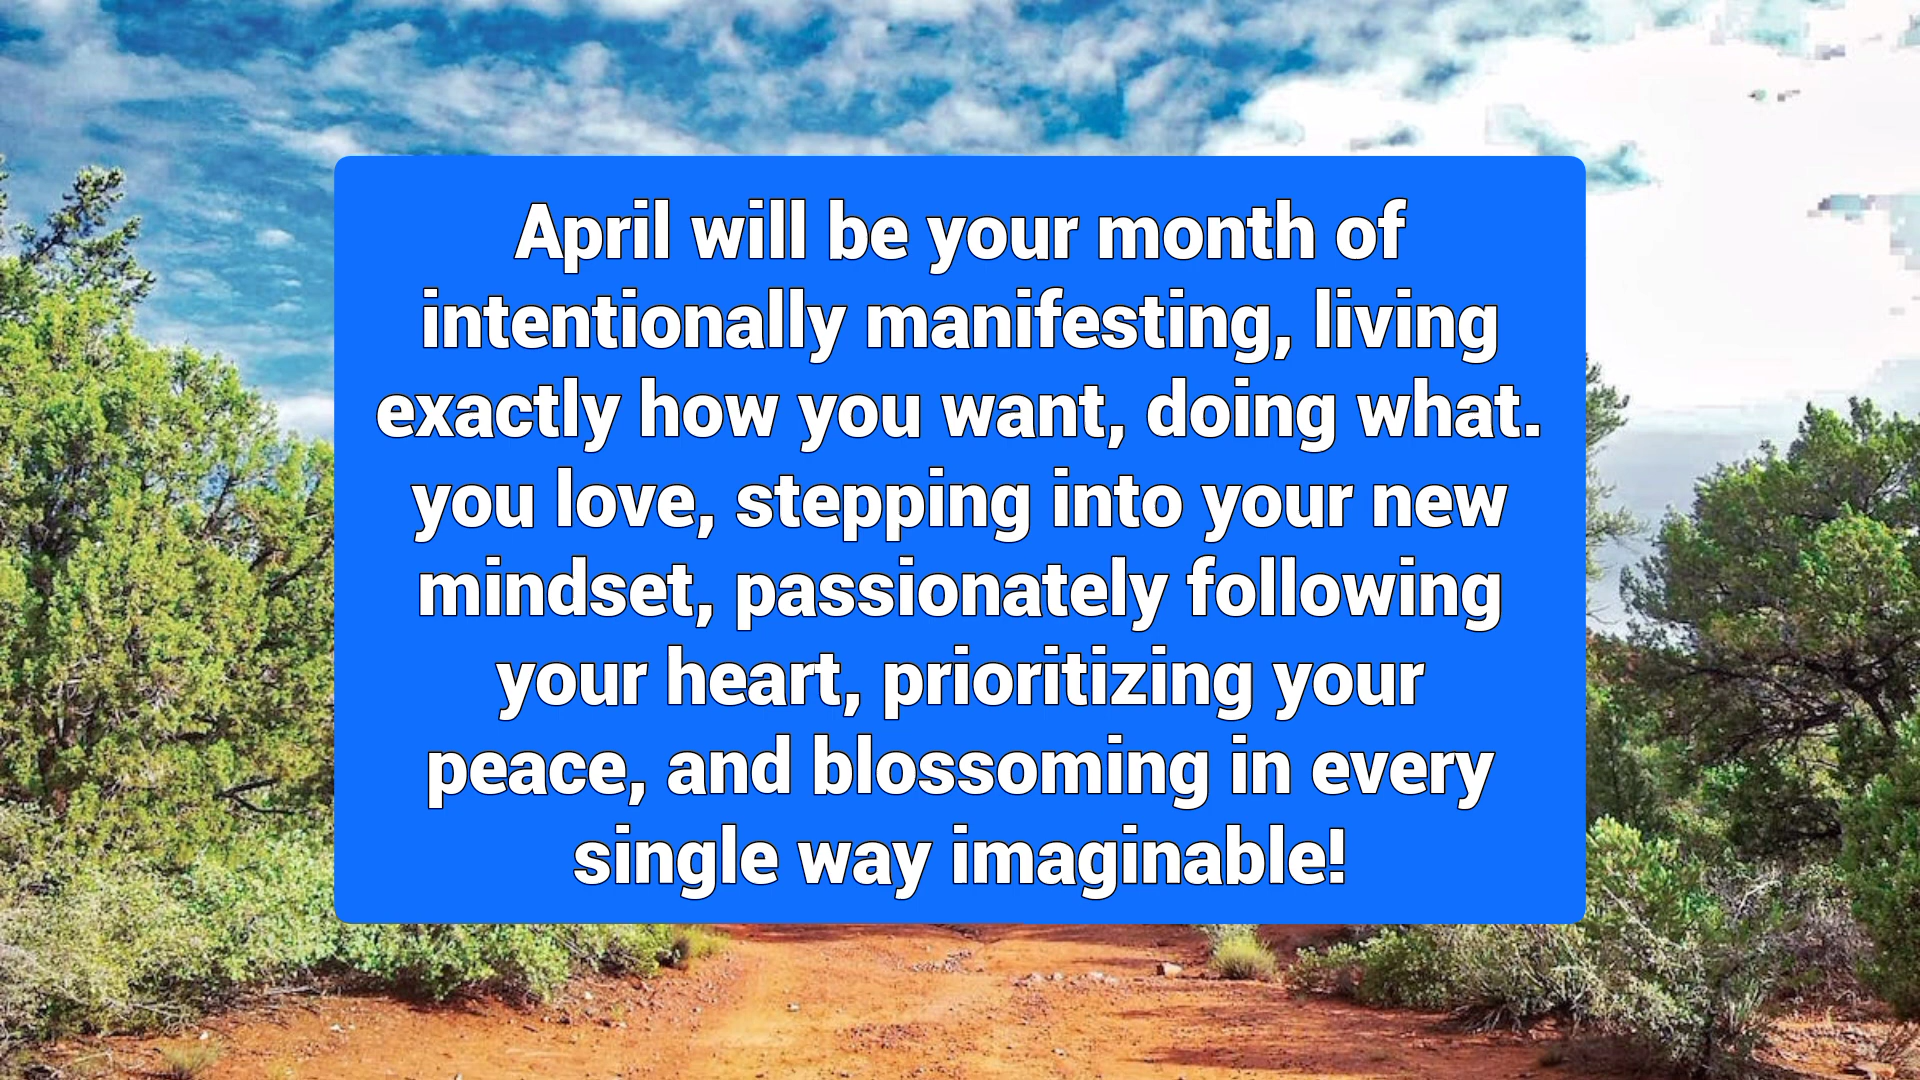 April will be your month of
intentionally manifesting, living
exactly how you want, doing what.
you love, stepping into your new
mindset, passionately following
your heart, prioritizing your
peace, and blossoming in every
single way imaginable!